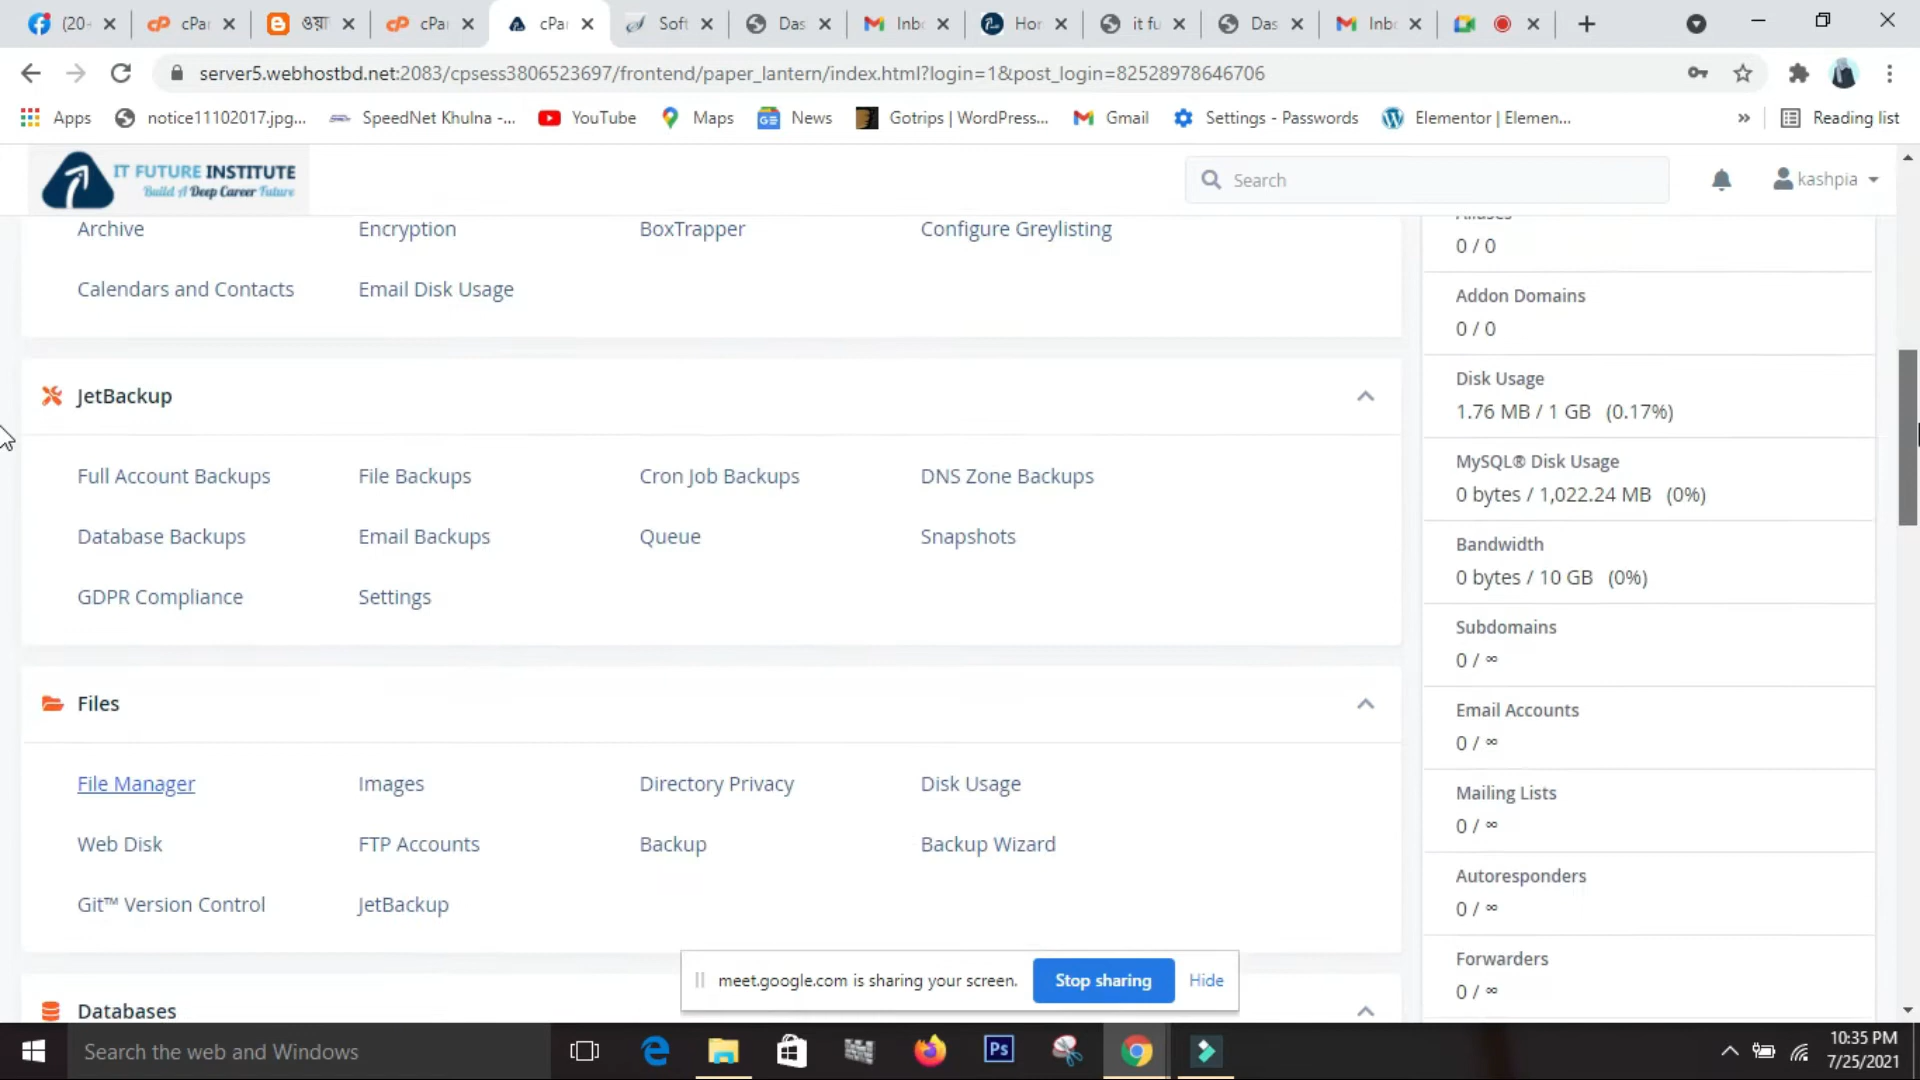 (20
cPa
ওয়া
cPa
cPa
Soft
Das
Inb
Hor
it fu
Das
Inb
server5.webhostbd.net:2083/cpsess3806523697/frontend/paper_lantern/index.html?login=1&post_login=82528978646706
Apps
notice11102017.jpg...
SpeedNet Khulna -...
YouTube
Maps
News
Gotrips | WordPress...
Gmail
Settings - Passwords
Elementor | Elemen...
»
Reading list
IT FUTURE INSTITUTE
Build A Deep Career Future
Search
kashpia
Archive
Encryption
BoxTrapper
Configure Greylisting
Calendars and Contacts
Email Disk Usage
JetBackup
Full Account Backups
File Backups
Cron Job Backups
DNS Zone Backups
Database Backups
Email Backups
Queue
Snapshots
GDPR Compliance
Settings
Files
File Manager
Images
Directory Privacy
Disk Usage
Web Disk
FTP Accounts
Backup
Backup Wizard
Git™ Version Control
JetBackup
Databases
0 / 0
Addon Domains
0 / 0
Disk Usage
1.76 MB / 1 GB (0.17%)
MySQL® Disk Usage
0 bytes / 1,022.24 MB (0%)
Bandwidth
0 bytes / 10 GB (0%)
Subdomains
0 / ∞
Email Accounts
0 / ∞
Mailing Lists
0 / ∞
Autoresponders
0 / ∞
Forwarders
0 / ∞
meet.google.com is sharing your screen.
Stop sharing
Hide
Search the web and Windows
Ps
10:35 PM
7/25/2021